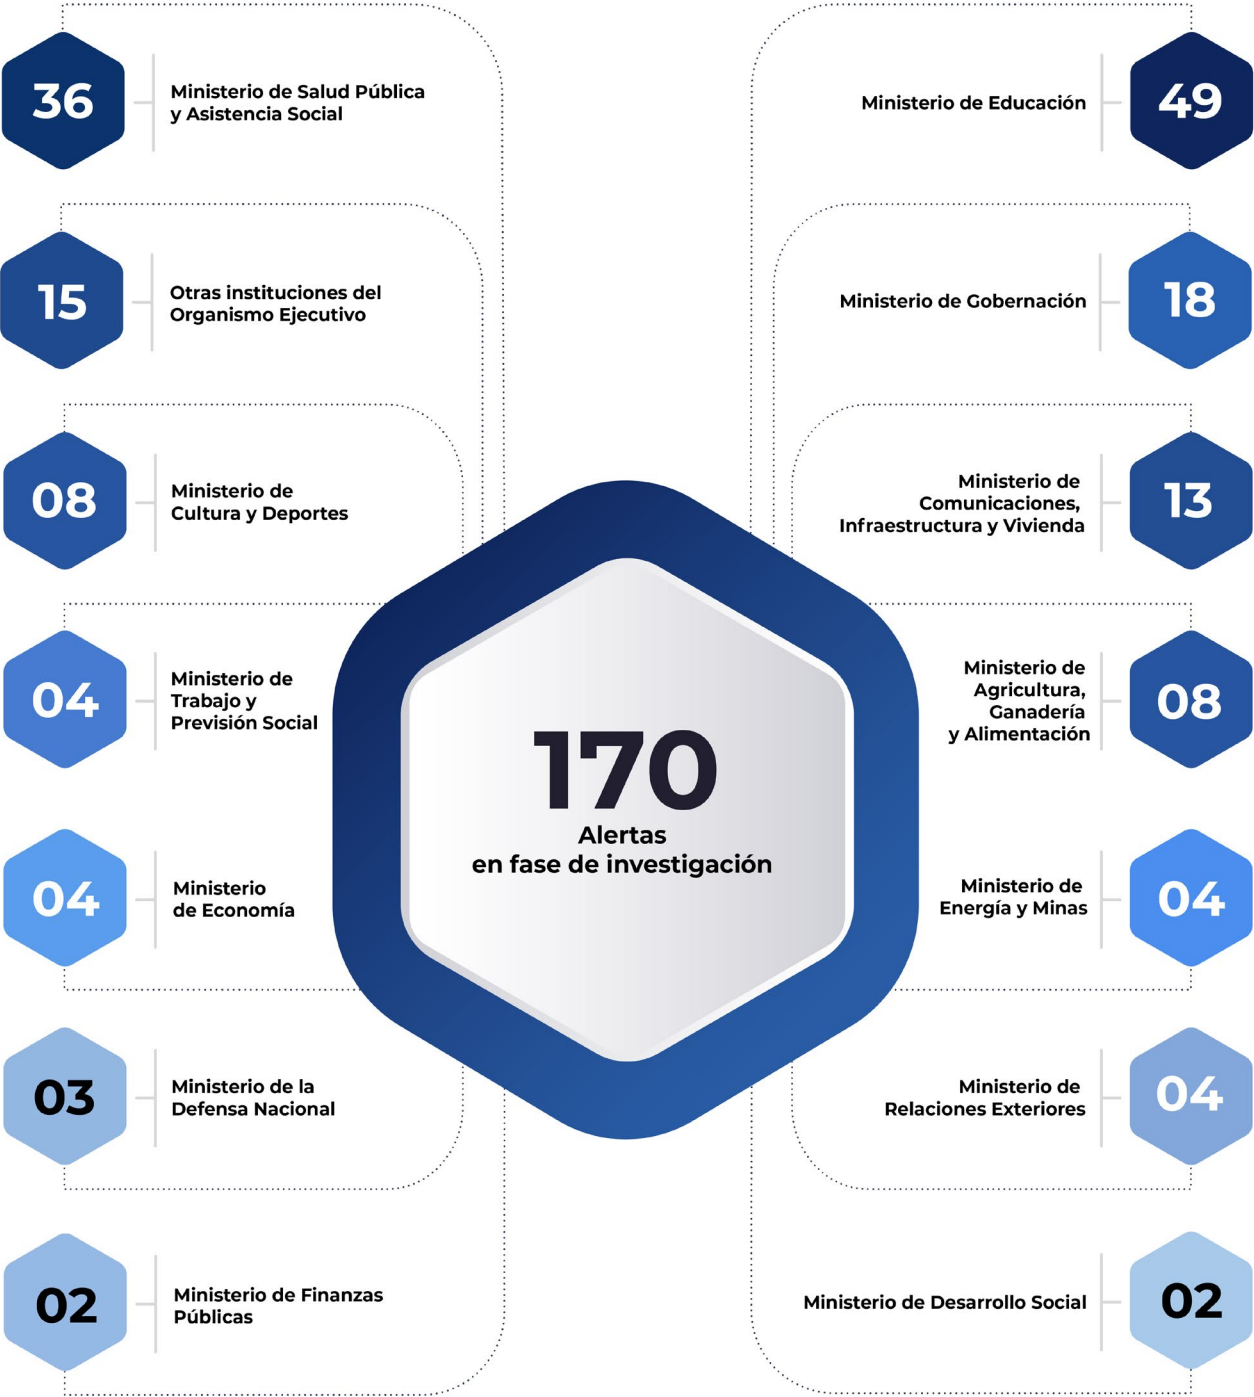 36
Ministerio de Salud Pública
y Asistencia Social
49
Ministerio de Educación
15
Otras instituciones del
Organismo Ejecutivo
18
Ministerio de Gobernación
08
Ministerio de
Cultura y Deportes
13
Ministerio de
Comunicaciones,
Infraestructura y Vivienda
04
Ministerio de
Trabajo y
Previsión Social
08
Ministerio de
Agricultura,
Ganadería
y Alimentación
170
Alertas
en fase de investigación
04
Ministerio
de Economía
04
Ministerio de
Energía y Minas
03
Ministerio de la
Defensa Nacional
04
Ministerio de
Relaciones Exteriores
02
Ministerio de Finanzas
Públicas
02
Ministerio de Desarrollo Social